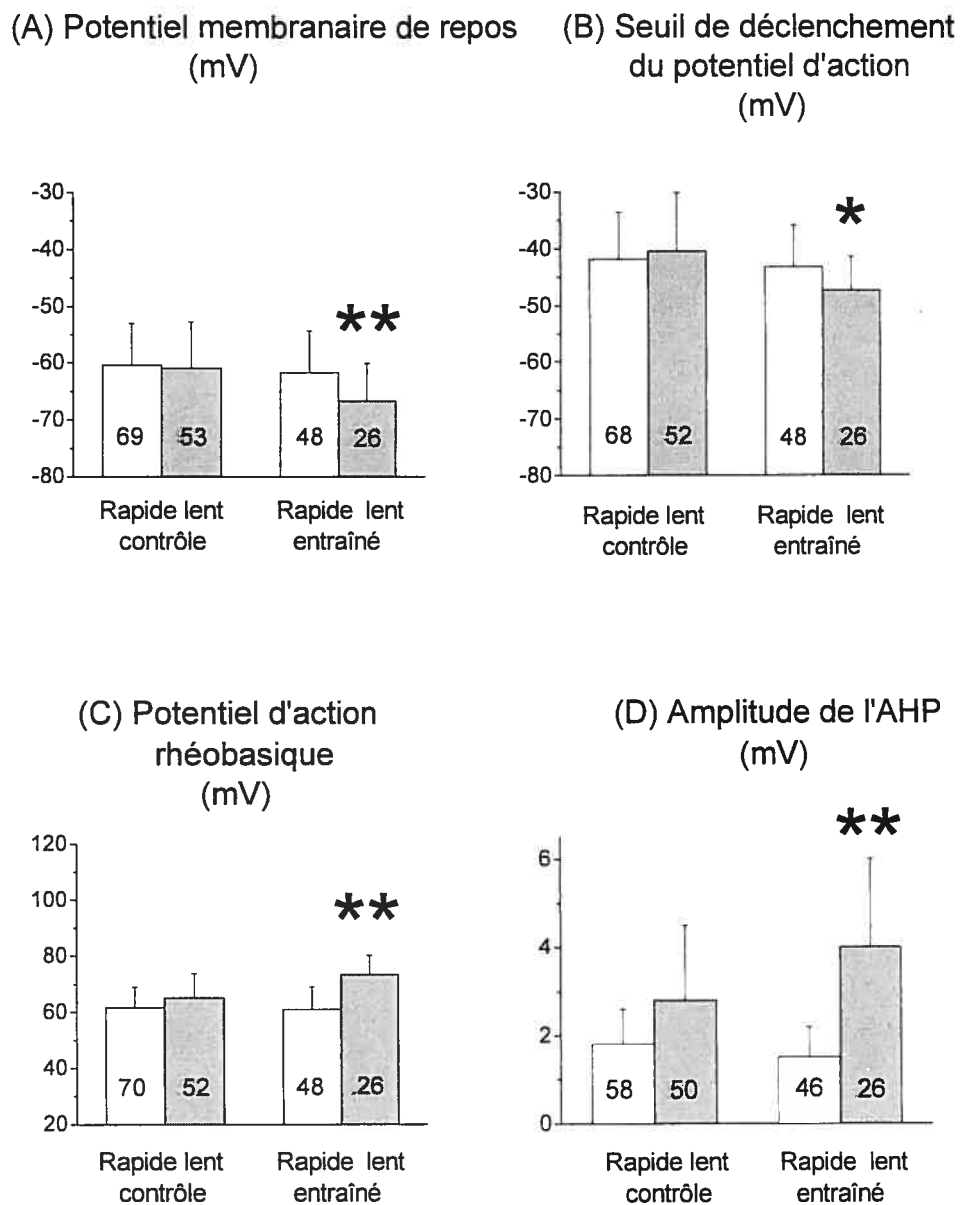 (A) Potentiel membranaire de repos
(mV)
-30
-40
-50
-60
-70
-80
**
69
53
48
26
Rapide lent
contrôle
Rapide lent
entraîné
(B) Seuil de déclenchement
du potentiel d'action
(mV)
-30
-40
-50
-60
-70
-80
*
68
52
48
26
Rapide lent
contrôle
Rapide lent
entraîné
(C) Potentiel d'action
rhéobasique
(mV)
120
100
80
60
40
20
**
70
52
48
26
Rapide lent
contrôle
Rapide lent
entraîné
(D) Amplitude de l'AHP
(mV)
6
4
2
0
**
58
50
46
26
Rapide lent
contrôle
Rapide lent
entraîné